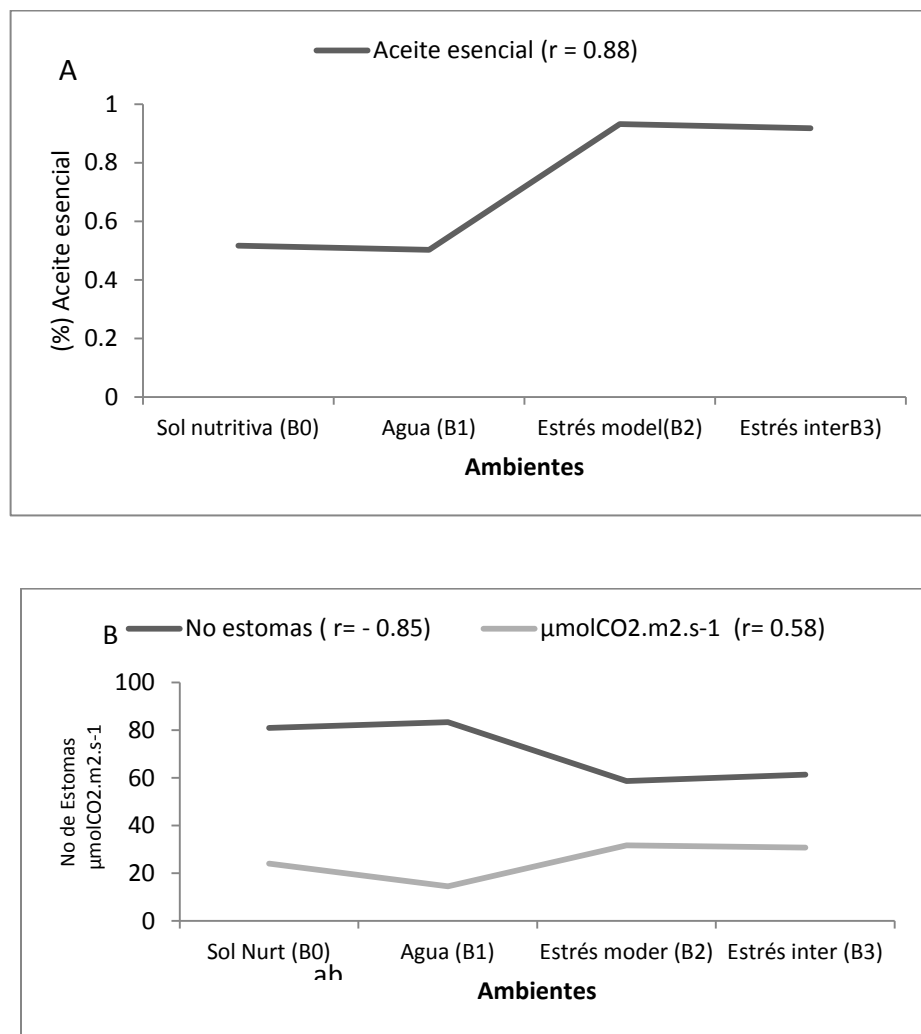 A
Aceite esencial (r = 0.88)
(%) Aceite esencial
1
0.8
0.6
0.4
0.2
0
Sol nutritiva (B0) Agua (B1) Estrés model(B2) Estrés interB3)
Ambientes
B
No estomas ( r= - 0.85) µmolCO2.m2.s-1 (r= 0.58)
No de Estomas
µmolCO2.m2.s-1
100
80
60
40
20
0
Sol Nurt (B0) Agua (B1) Estrés moder (B2) Estrés inter (B3)
ab
Ambientes